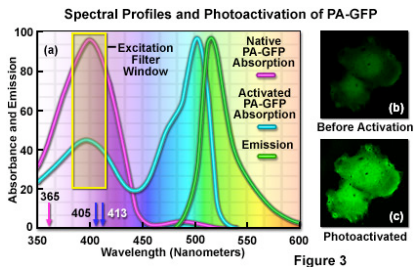 Spectral Profiles and Photoactivation of PA-GFP
(a)
Excitation
Filter
Window
Native
PA-GFP
Absorption
Activated
PA-GFP
Absorption
Emission
Absorbance and Emission
100
80
60
40
20
0
365
405
413
350
400
450
500
550
600
Wavelength (Nanometers)
(b)
Before Activation
(c)
Photoactivated
Figure 3